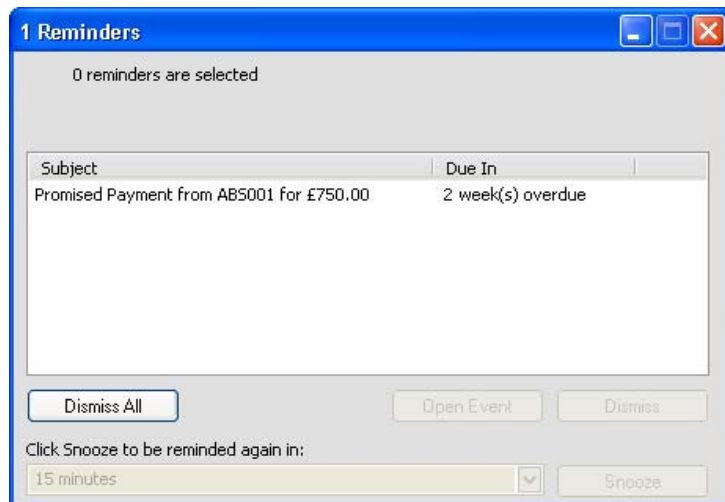 1 Reminders
0 reminders are selected
Subject Due In
Promised Payment from ABS001 for £750.00 2 week(s) overdue
Dismiss All Open Event Dismiss
Click Snooze to be reminded again in:
15 minutes Snooze